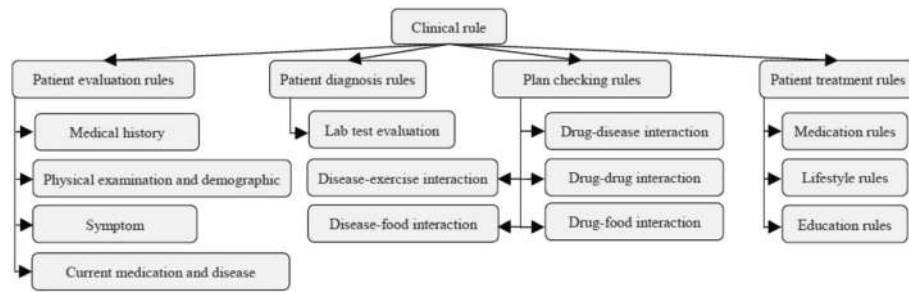 Clinical rule
Patient evaluation rules
Patient diagnosis rules
Plan checking rules
Patient treatment rules
Medical history
Lab test evaluation
Drug-disease interaction
Medication rules
Physical examination and demographic
Disease-exercise interaction
Drug-drug interaction
Lifestyle rules
Symptom
Disease-food interaction
Drug-food interaction
Education rules
Current medication and disease